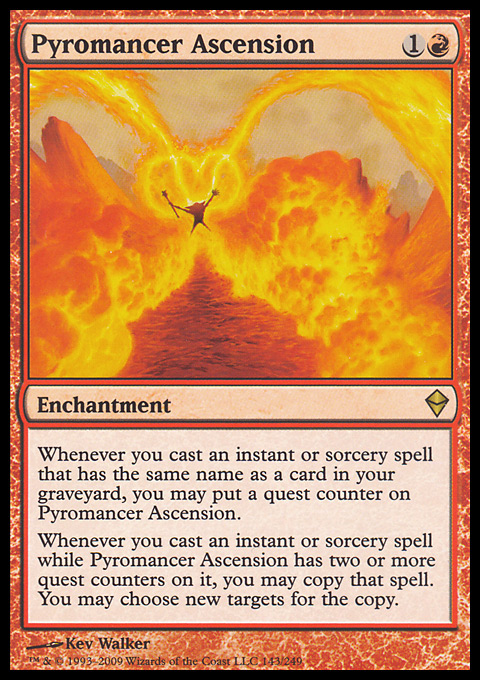 Pyromancer Ascension 1
Enchantment
Whenever you cast an instant or sorcery spell
that has the same name as a card in your
graveyard, you may put a quest counter on
Pyromancer Ascension.
Whenever you cast an instant or sorcery spell
while Pyromancer Ascension has two or more
quest counters on it, you may copy that spell.
You may choose new targets for the copy.
Kev Walker
™ & © 1993–2009 Wizards of the Coast LLC 143/249